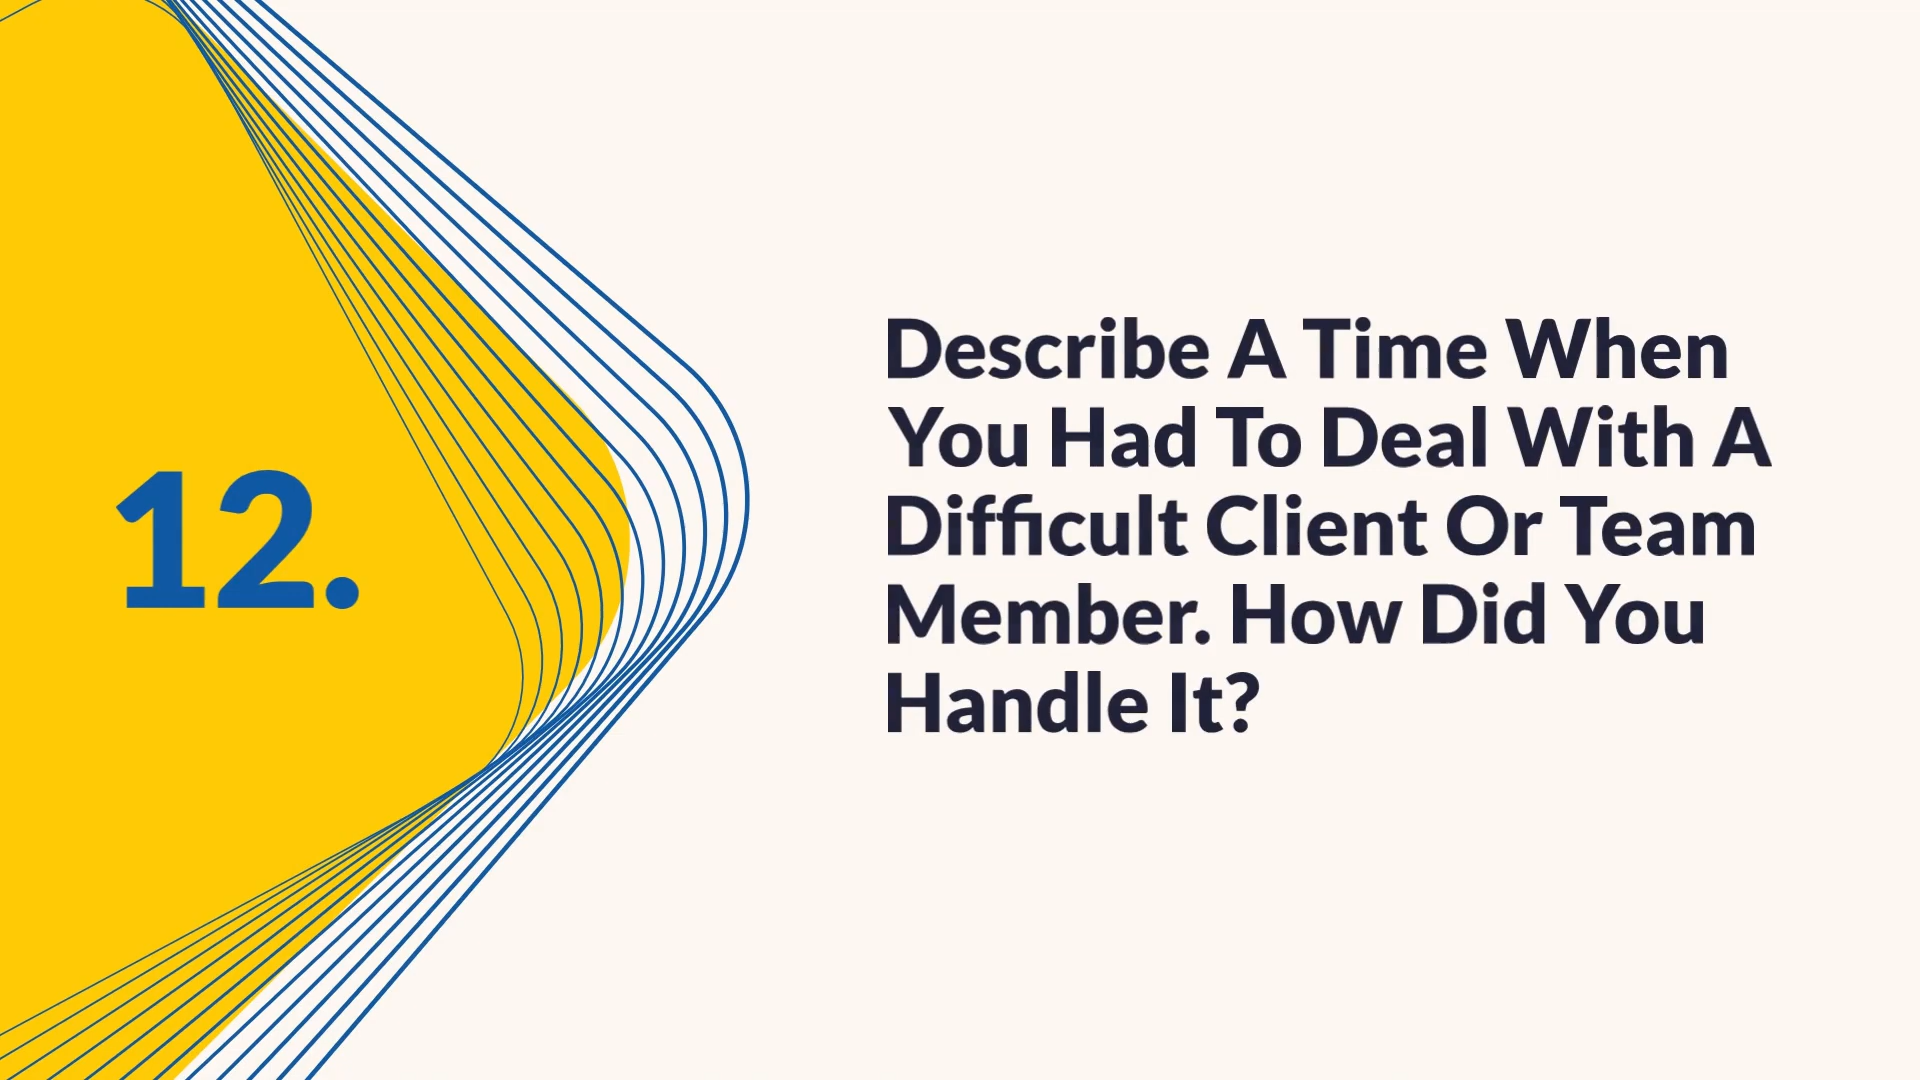 12.
Describe A Time When
You Had To Deal With A
Difficult Client Or Team
Member. How Did You
Handle It?